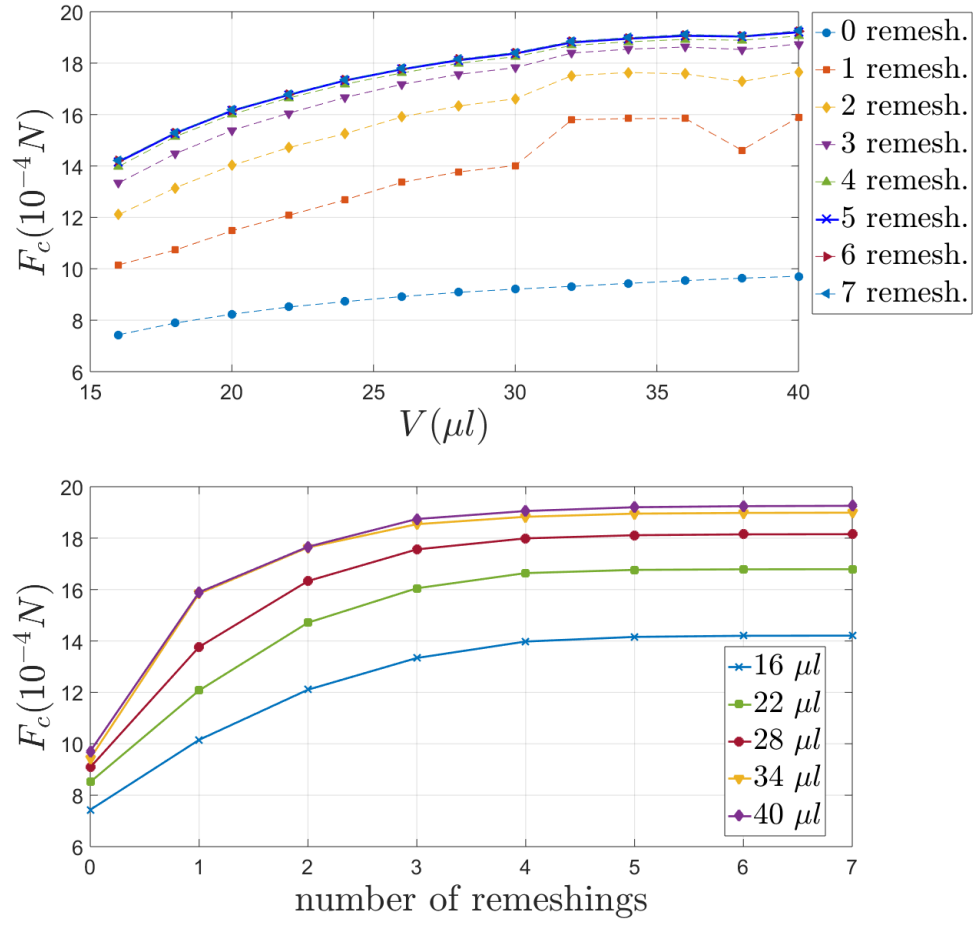 20
18
16
14
12
10
8
6
F_c(10^{-4} N)
15 20 25 30 35 40
V(μl)
0 remesh.
1 remesh.
2 remesh.
3 remesh.
4 remesh.
5 remesh.
6 remesh.
7 remesh.
20
18
16
14
12
10
8
6
F_c(10^{-4} N)
16 μl
22 μl
28 μl
34 μl
40 μl
0 1 2 3 4 5 6 7
number of remeshings